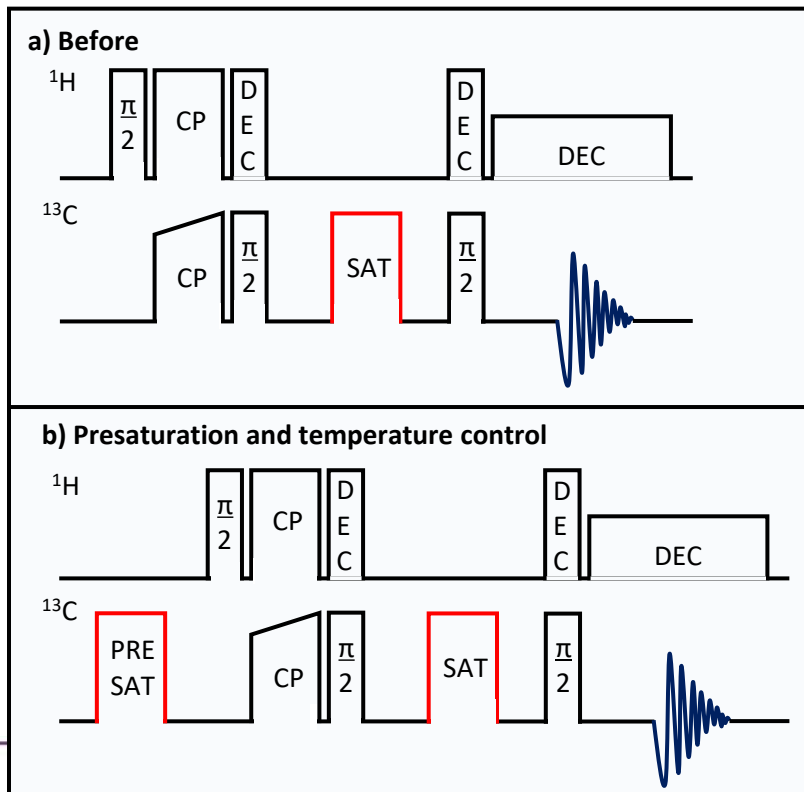 a) Before
¹H
π
2
CP
D
E
C
D
E
C
DEC
¹³C
CP
π
2
SAT
π
2
b) Presaturation and temperature control
¹H
π
2
CP
D
E
C
D
E
C
DEC
¹³C
PRE
SAT
CP
π
2
SAT
π
2